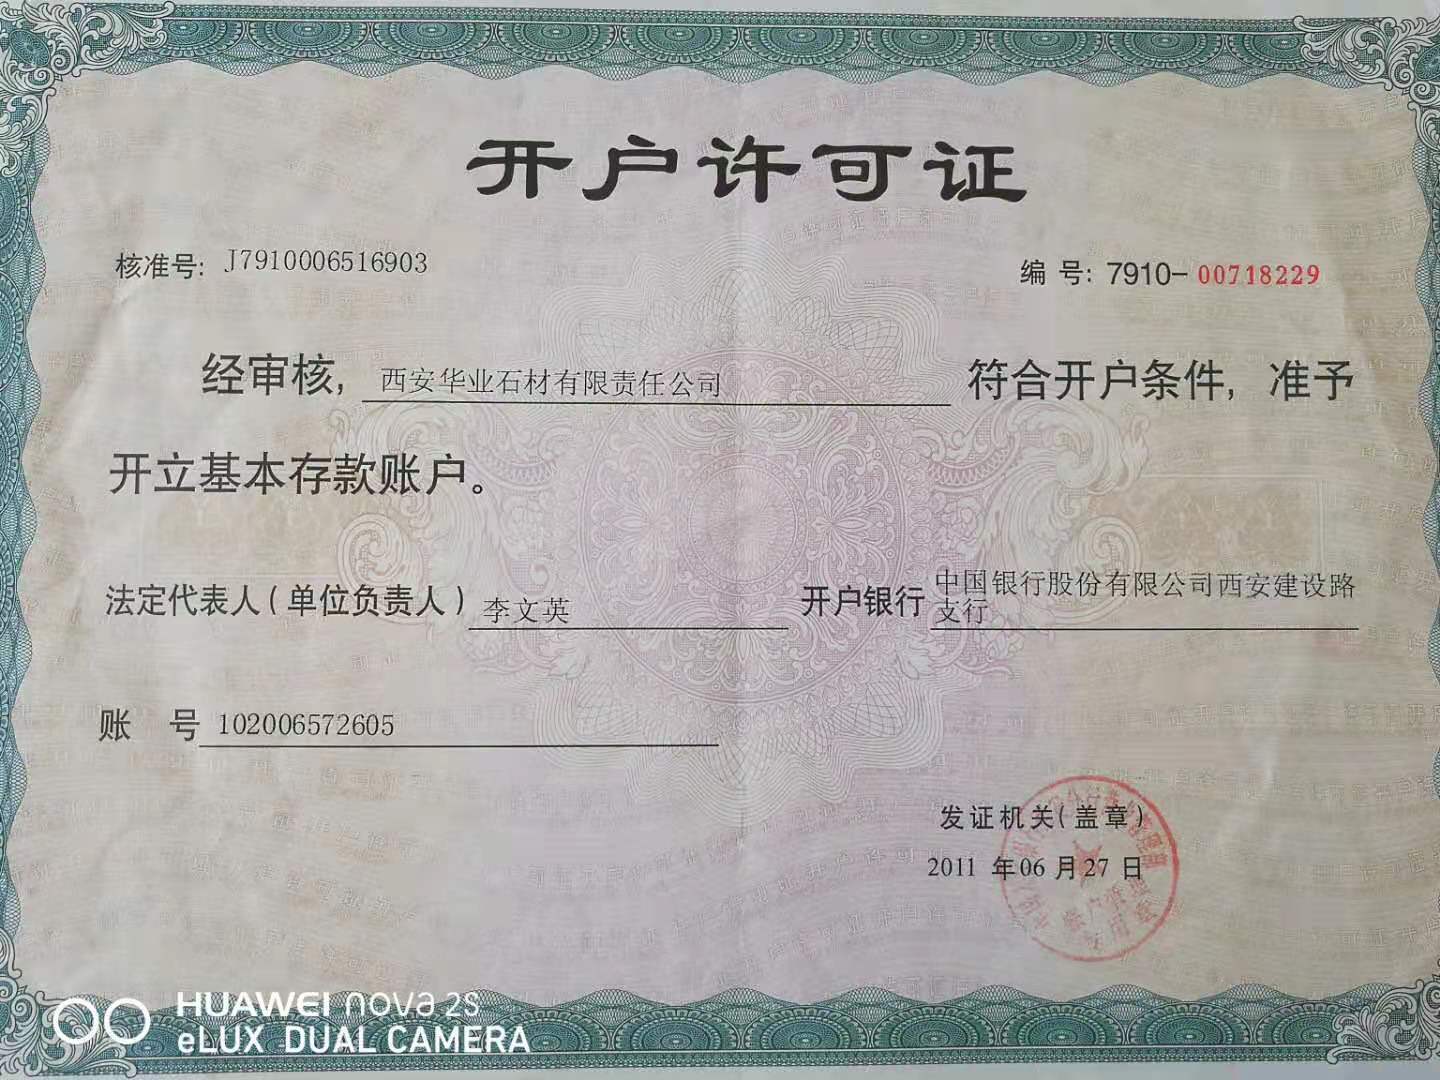 开户许可证
核准号: J7910006516903
编 号: 7910-00718229
经审核, 西安华业石材有限责任公司 符合开户条件, 准予
开立基本存款账户。
法定代表人(单位负责人) 李文英
开户银行 中国银行股份有限公司西安建设路
支行
账 号 102006572605
发证机关(盖章)
2011 年06 月27 日
HUAWEI nova 2s
eLUX DUAL CAMERA